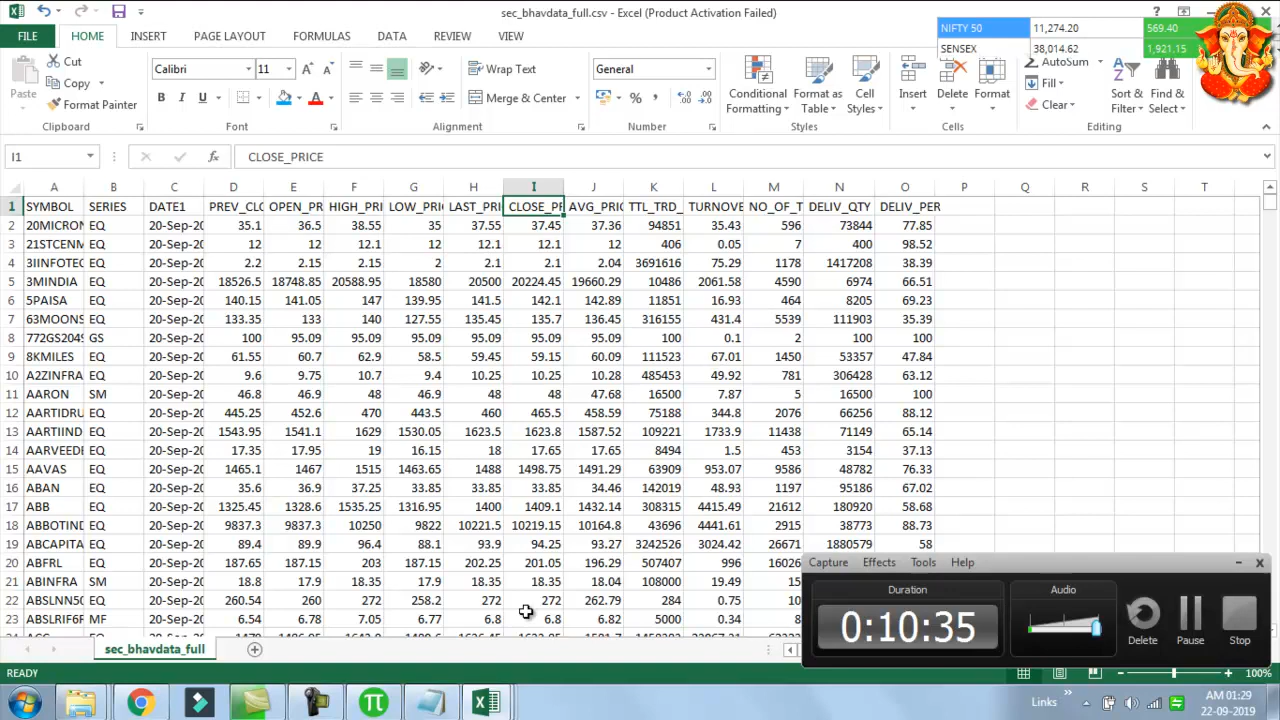 sec_bhavdata_full.csv - Excel (Product Activation Failed)
NIFTY 50 11,274.20 569.40
SENSEX 38,014.62 1,921.15
FILE HOME INSERT PAGE LAYOUT FORMULAS DATA REVIEW VIEW
Paste Cut Copy Format Painter
Calibri 11
B I U
Wrap Text
Merge & Center
General
Conditional Formatting
Format as Table
Cell Styles
Insert Delete Format
AutoSum Fill Clear
Sort & Filter
Find & Select
Clipboard Font Alignment Number Styles Cells Editing
I1 CLOSE_PRICE
A B C D E F G H I J K L M N O P Q R S T
1 SYMBOL SERIES DATE1 PREV_CLO OPEN_PR HIGH_PRI LOW_PRI LAST_PRI CLOSE_PF AVG_PRIC TTL_TRD_ TURNOVE NO_OF_T DELIV_QTY DELIV_PER
2 20MICRON EQ 20-Sep-20 35.1 36.5 38.55 35 37.55 37.45 37.36 94851 35.43 596 73844 77.85
3 21STCENM EQ 20-Sep-20 12 12 12.1 12 12.1 12.1 12 406 0.05 7 400 98.52
4 3IINFOTEC EQ 20-Sep-20 2.2 2.15 2.15 2 2.1 2.1 2.04 3691616 75.29 1178 1417208 38.39
5 3MINDIA EQ 20-Sep-20 18526.5 18748.85 20588.95 18580 20500 20224.45 19660.29 10486 2061.58 4590 6974 66.51
6 5PAISA EQ 20-Sep-20 140.15 141.05 147 139.95 141.5 142.1 142.89 11851 16.93 464 8205 69.23
7 63MOONS EQ 20-Sep-20 133.35 133 140 127.55 135.45 135.7 136.45 316155 431.4 5539 111903 35.39
8 772GS2049 GS 20-Sep-20 100 95.09 95.09 95.09 95.09 95.09 95.09 100 0.1 2 100 100
9 8KMILES EQ 20-Sep-20 61.55 60.7 62.9 58.5 59.45 59.15 60.09 111523 67.01 1450 53357 47.84
10 A2ZINFRA EQ 20-Sep-20 9.6 9.75 10.7 9.4 10.25 10.25 10.28 485453 49.92 781 306428 63.12
11 AARON SM 20-Sep-20 46.8 46.9 48 46.9 48 48 47.68 16500 7.87 5 16500 100
12 AARTIDRU EQ 20-Sep-20 445.25 452.6 470 443.5 460 465.5 458.59 75188 344.8 2076 66256 88.12
13 AARTIIND EQ 20-Sep-20 1543.95 1541.1 1629 1530.05 1623.5 1623.8 1587.52 109221 1733.9 11438 71149 65.14
14 AARVEEDE EQ 20-Sep-20 17.35 17.95 19 16.15 18 17.65 17.65 8494 1.5 453 3154 37.13
15 AAVAS EQ 20-Sep-20 1465.1 1467 1515 1463.65 1488 1498.75 1491.29 63909 953.07 9586 48782 76.33
16 ABAN EQ 20-Sep-20 35.6 36.9 37.25 33.85 33.85 33.85 34.46 142019 48.93 1197 95186 67.02
17 ABB EQ 20-Sep-20 1325.45 1328.6 1535.25 1316.95 1400 1409.1 1432.14 308315 4415.49 21612 180920 58.68
18 ABBOTIND EQ 20-Sep-20 9837.3 9837.3 10250 9822 10221.5 10219.15 10164.8 43696 4441.61 2915 38773 88.73
19 ABCAPITA EQ 20-Sep-20 89.4 89.9 96.4 88.1 93.9 94.25 93.27 3242526 3024.42 26671 1880579 58
20 ABFRL EQ 20-Sep-20 187.65 187.15 203 187.15 202.25 201.05 196.29 507407 996 16026
21 ABINFRA SM 20-Sep-20 18.8 17.9 18.35 17.9 18.35 18.35 18.04 108000 19.49 15
22 ABSLNN50 EQ 20-Sep-20 260.54 260 272 258.2 272 272 262.79 284 0.75 10
23 ABSLRIF6F MF 20-Sep-20 6.54 6.78 7.05 6.77 6.8 6.8 6.82 5000 0.34 8
Capture Effects Tools Help
Duration Audio
0:10:35
Delete Pause Stop
sec_bhavdata_full
READY 100%
Links AM 01:29
22-09-2019